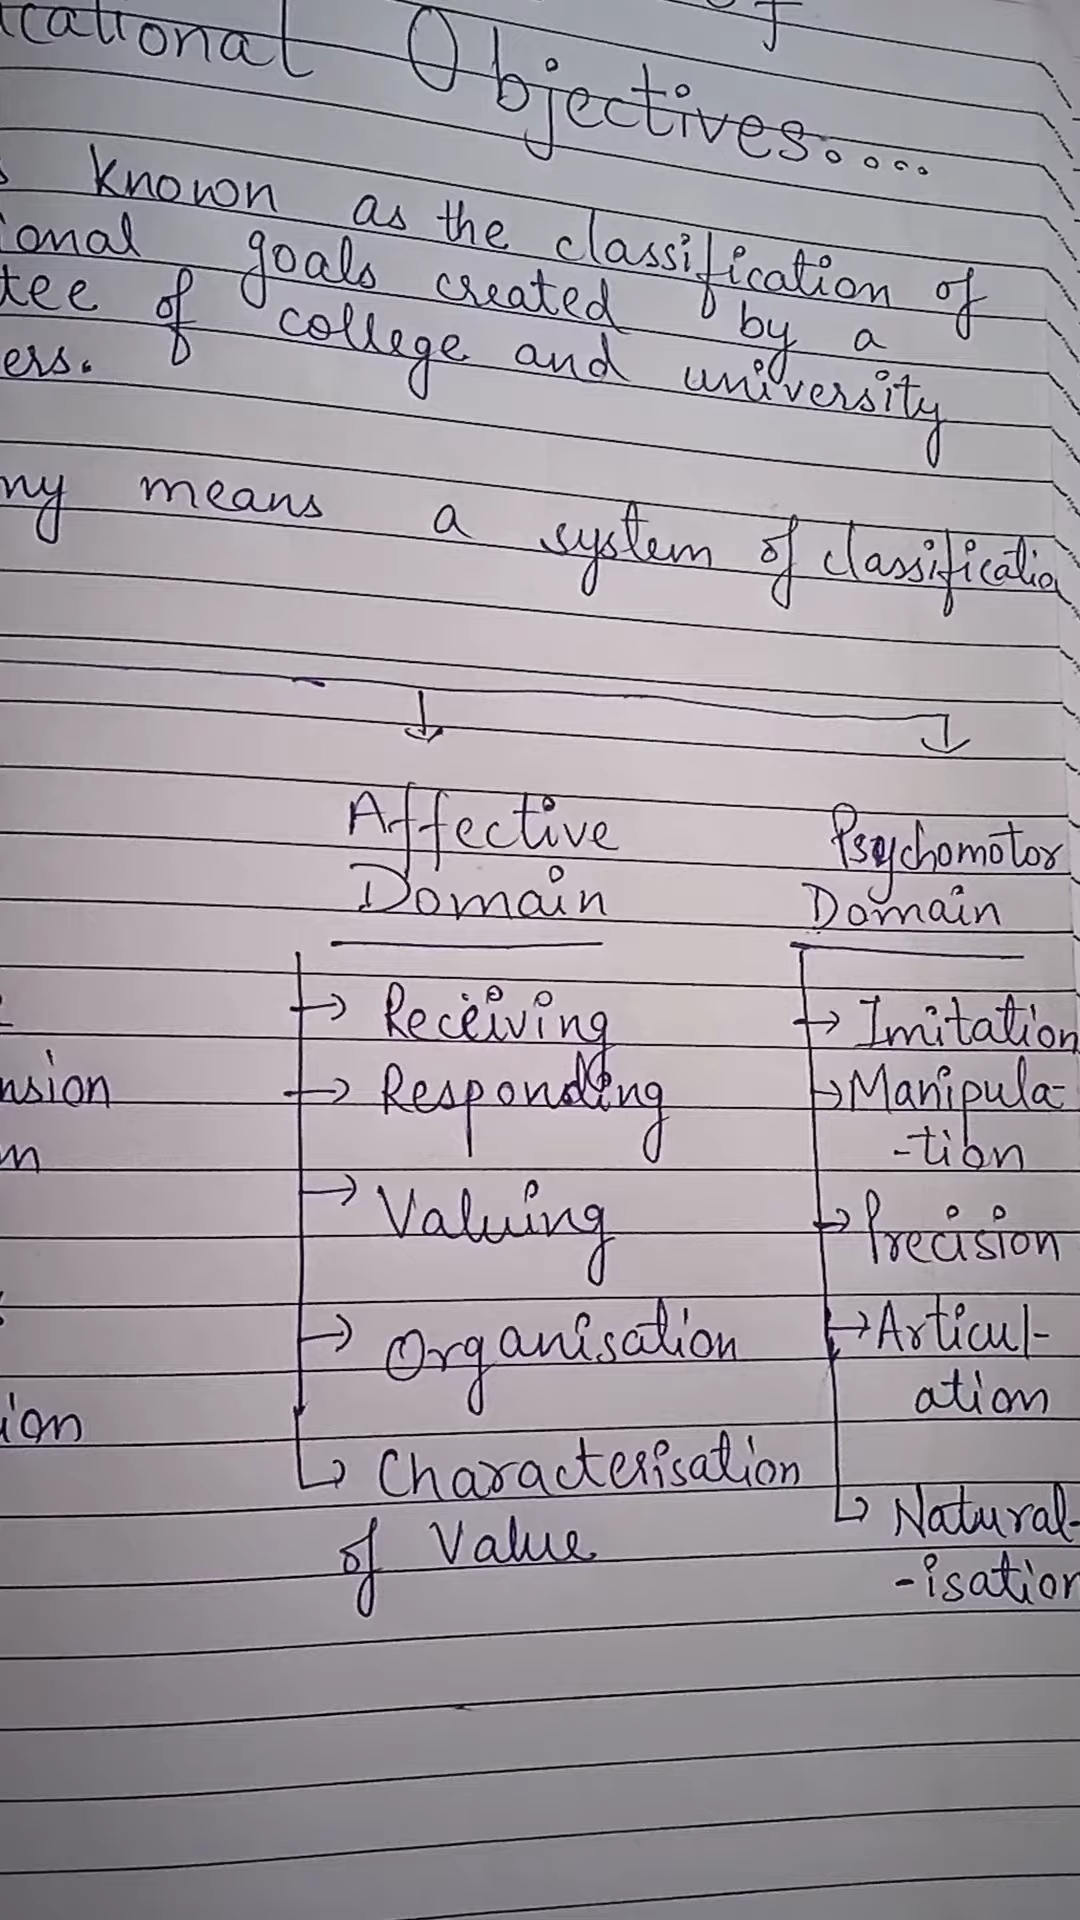 cational Objectives....
known as the classification of
ional goals created by a
tee of college and university
ers.
ny means a system of classificatio
Affective
Domain
Psychomotor
Domain
nsion
m
ion
→ Receiving
→ Responding
→ Valuing
→ Organisation
→ Characterisation
of Value
→ Imitation
→ Manipula-
-tion
→ Precision
→ Articul-
ation
→ Natural-
-isation